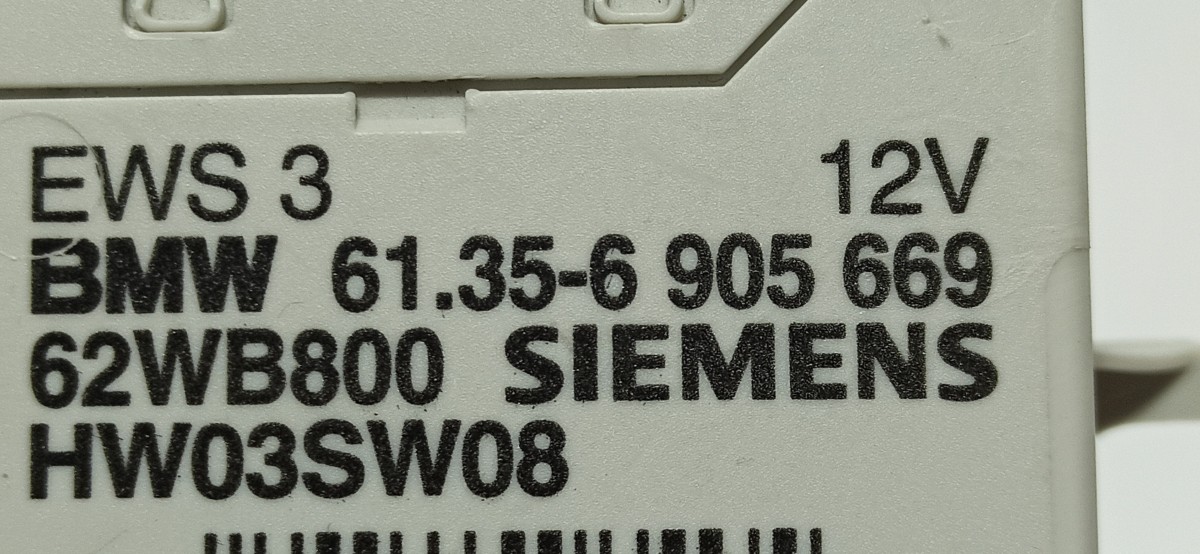 EWS 3 12V
BMW 61.35-6 905 669
62WB800 SIEMENS
HW03SW08